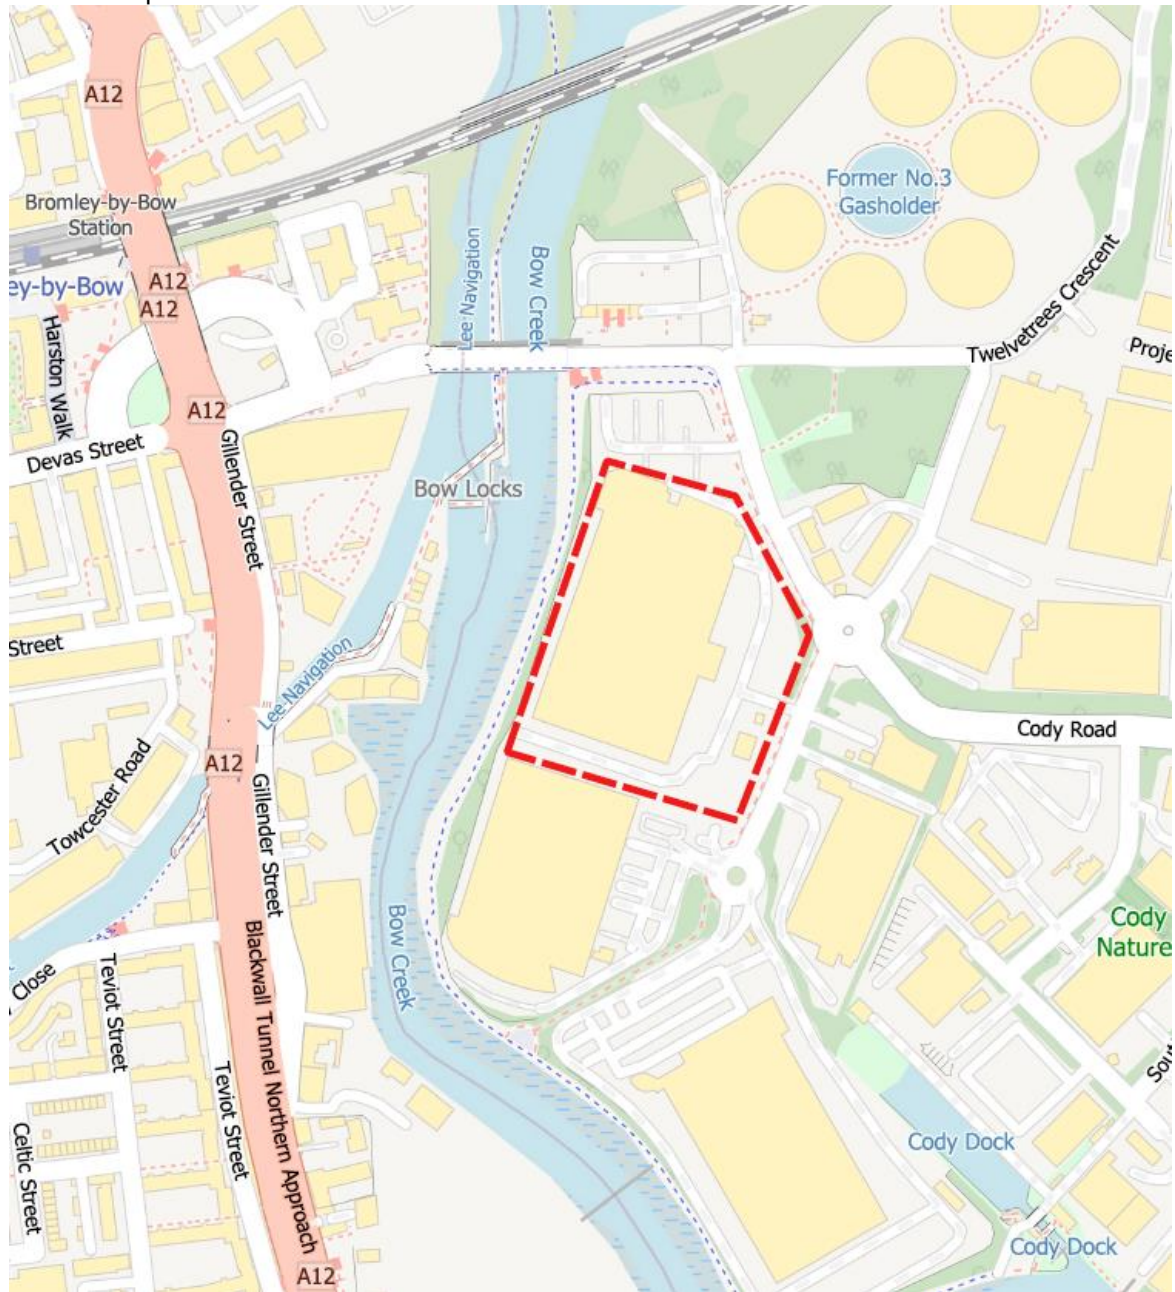 A12
Bromley-by-Bow
Station
Former No.3
Gasholder
Lee Navigation
Bow Creek
Twelvetrees Crescent
A12
ey-by-Bow
A12
Harston Walk
Proje
A12
Devas Street
Gillender Street
Bow Locks
Street
Lee Navigation
Cody Road
A12
Towcester Road
Gillender Street
Bow Creek
Cody
Nature
Blackwall Tunnel Northern Approach
Close
Teviot Street
Teviot Street
Sou
Celtic Street
Cody Dock
Cody Dock
A12